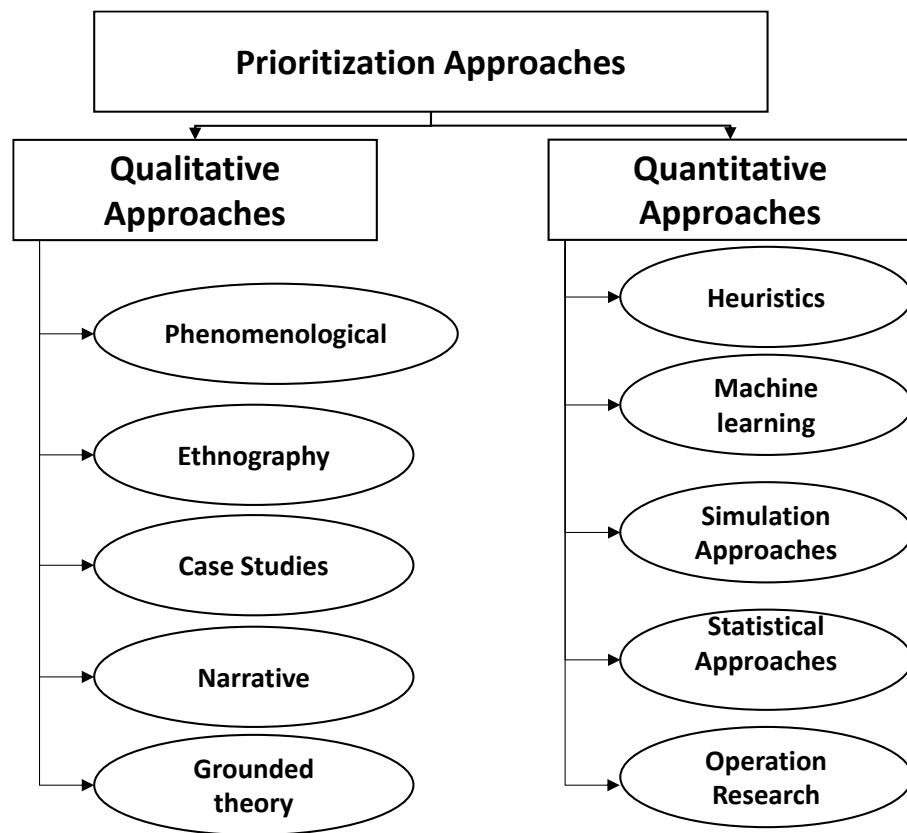 Prioritization Approaches
Qualitative
Approaches
Phenomenological
Ethnography
Case Studies
Narrative
Grounded
theory
Quantitative
Approaches
Heuristics
Machine
learning
Simulation
Approaches
Statistical
Approaches
Operation
Research